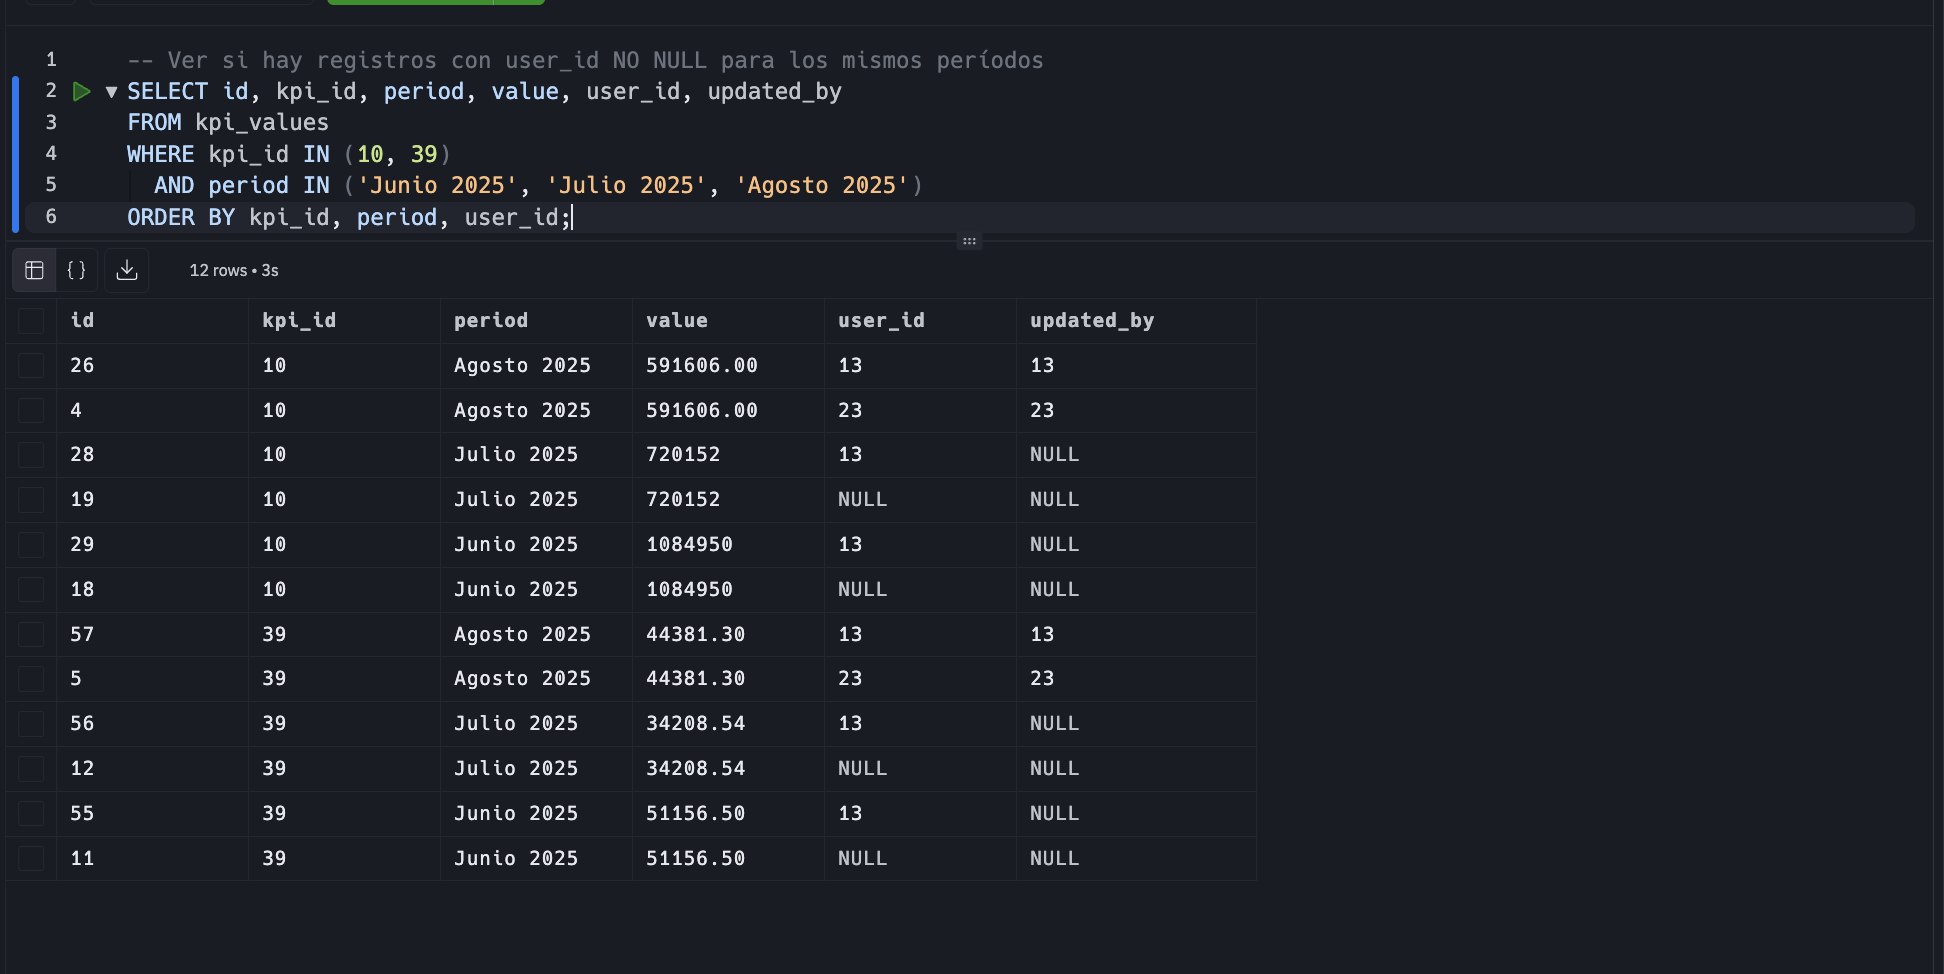 1 -- Ver si hay registros con user_id NO NULL para los mismos períodos
2 SELECT id, kpi_id, period, value, user_id, updated_by
3 FROM kpi_values
4 WHERE kpi_id IN (10, 39)
5 AND period IN ('Junio 2025', 'Julio 2025', 'Agosto 2025')
6 ORDER BY kpi_id, period, user_id;
{ } 12 rows • 3s
id kpi_id period value user_id updated_by
26 10 Agosto 2025 591606.00 13 13
4 10 Agosto 2025 591606.00 23 23
28 10 Julio 2025 720152 13 NULL
19 10 Julio 2025 720152 NULL NULL
29 10 Junio 2025 1084950 13 NULL
18 10 Junio 2025 1084950 NULL NULL
57 39 Agosto 2025 44381.30 13 13
5 39 Agosto 2025 44381.30 23 23
56 39 Julio 2025 34208.54 13 NULL
12 39 Julio 2025 34208.54 NULL NULL
55 39 Junio 2025 51156.50 13 NULL
11 39 Junio 2025 51156.50 NULL NULL